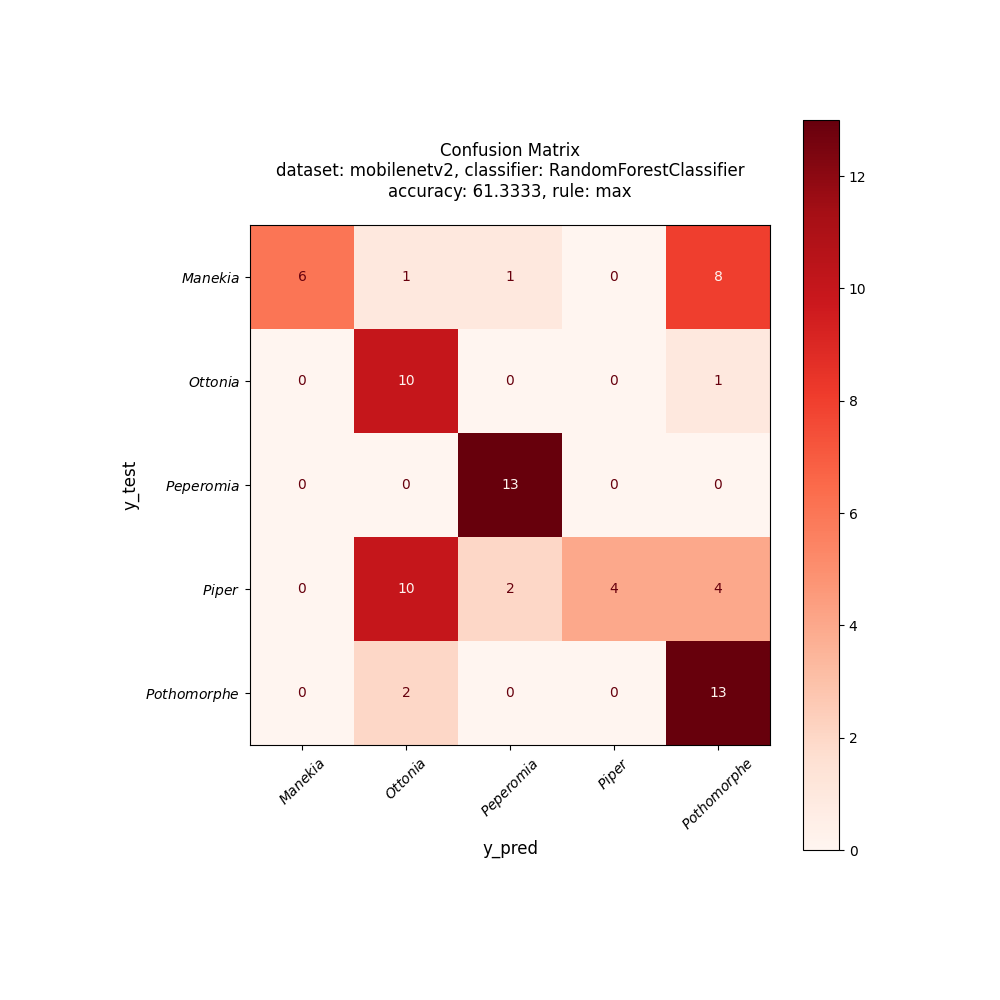 Confusion Matrix
dataset: mobilenetv2, classifier: RandomForestClassifier
accuracy: 61.3333, rule: max
Manekia 6 1 1 0 8
Ottonia 0 10 0 0 1
Peperomia 0 0 13 0 0
Piper 0 10 2 4 4
Pothomorphe 0 2 0 0 13
y_test
Manekia Ottonia Peperomia Piper Pothomorphe
y_pred
12
10
8
6
4
2
0